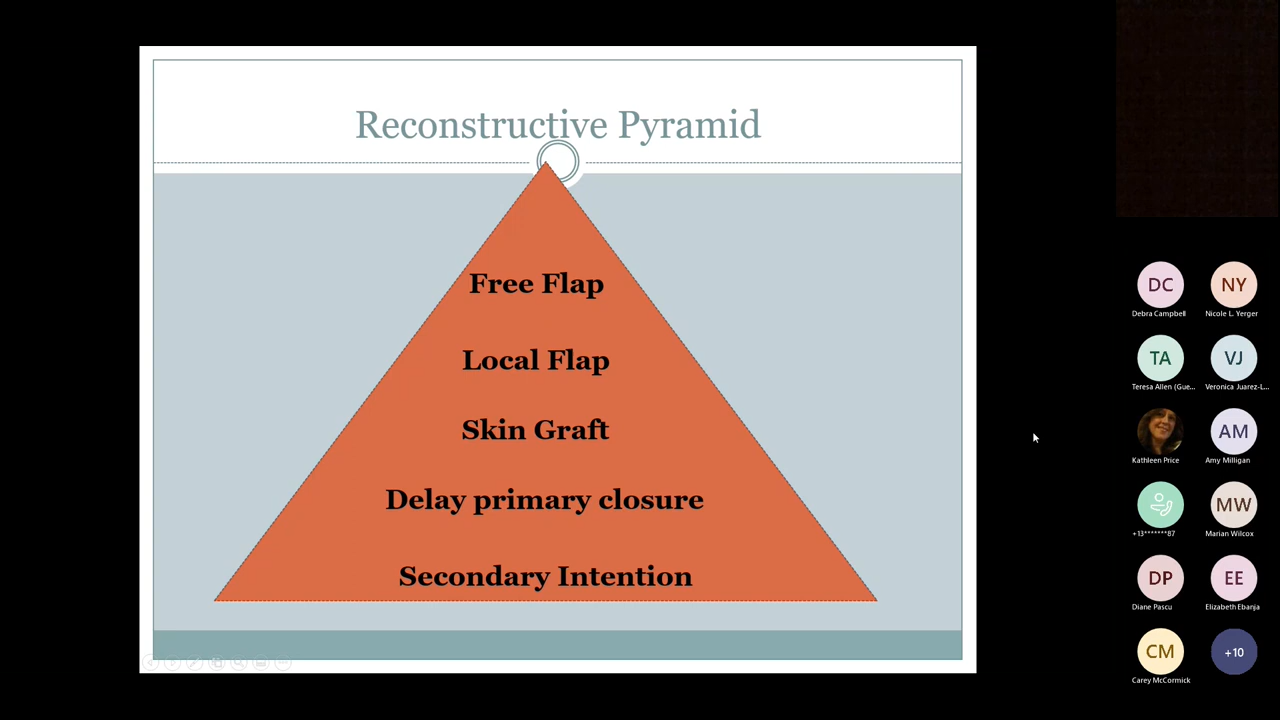 Reconstructive Pyramid
Free Flap
Local Flap
Skin Graft
Delay primary closure
Secondary Intention
DC
NY
Debra Campbell
Nicole L. Yerger
TA
VJ
Teresa Allen (Gue...
Veronica Juarez-L...
AM
Kathleen Price
Amy Milligan
MW
+13*******87
Marian Wilcox
DP
EE
Diane Pascu
Elizabeth Ebanja
CM
+10
Carey McCormick